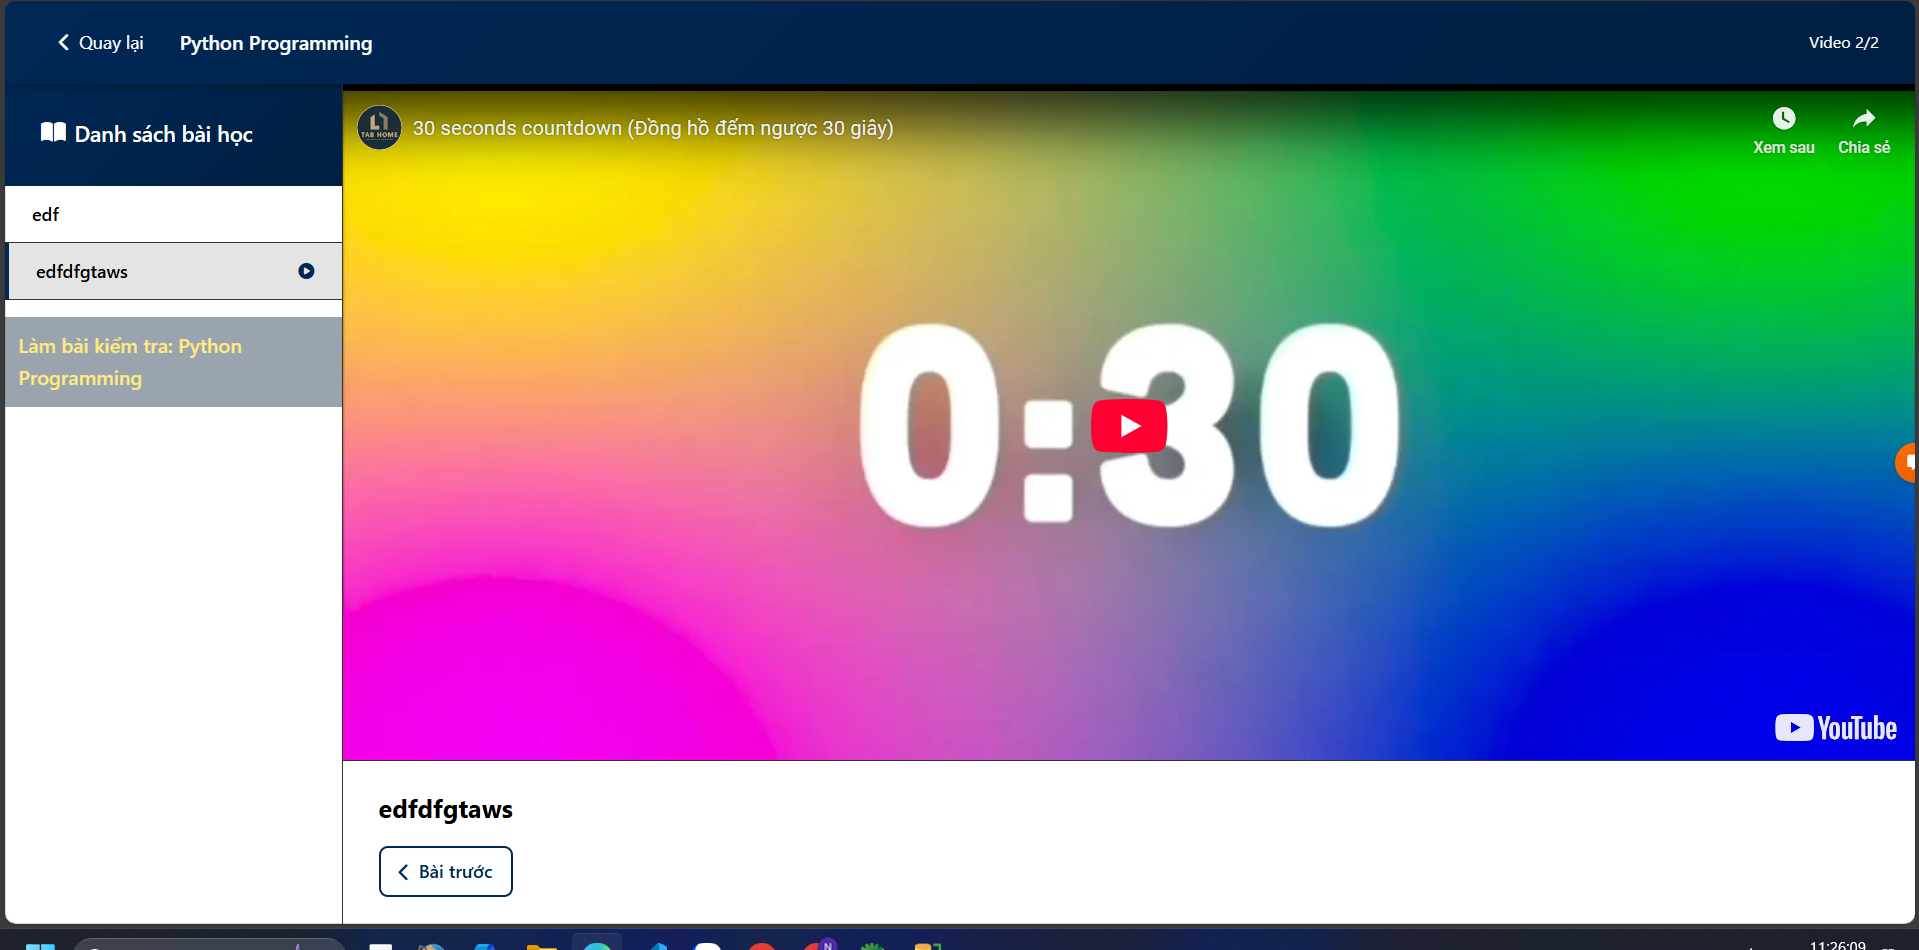 Quay lại
Python Programming
Video 2/2
Danh sách bài học
edf
edfdfgtaws
Làm bài kiểm tra: Python
Programming
TAB HOME
30 seconds countdown (Đồng hồ đếm ngược 30 giây)
Xem sau
Chia sẻ
0:30
YouTube
edfdfgtaws
Bài trước
N
11:26:09